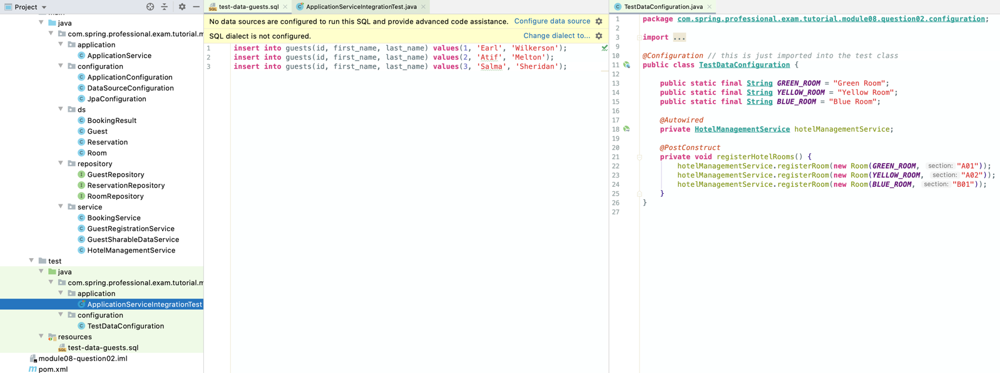 Project
main
java
com.spring.professional.exam.tutorial.m
application
ApplicationService
configuration
ApplicationConfiguration
DataSourceConfiguration
JpaConfiguration
ds
BookingResult
Guest
Reservation
Room
repository
GuestRepository
ReservationRepository
RoomRepository
service
BookingService
GuestRegistrationService
GuestSharableDataService
HotelManagementService
test
java
com.spring.professional.exam.tutorial.m
application
ApplicationServiceIntegrationTest
configuration
TestDataConfiguration
resources
test-data-guests.sql
module08-question02.iml
pom.xml
test-data-guests.sql
ApplicationServiceIntegrationTest.java
No data sources are configured to run this SQL and provide advanced code assistance. Configure data source
SQL dialect is not configured. Change dialect to...
1 insert into guests(id, first_name, last_name) values(1, 'Earl', 'Wilkerson');
2 insert into guests(id, first_name, last_name) values(2, 'Atif', 'Melton');
3 insert into guests(id, first_name, last_name) values(3, 'Salma', 'Sheridan');
TestDataConfiguration.java
1 package com.spring.professional.exam.tutorial.module08.question02.configuration;
2
3 import ...
9
10 @Configuration // this is just imported into the test class
11 public class TestDataConfiguration {
12
13 public static final String GREEN_ROOM = "Green Room";
14 public static final String YELLOW_ROOM = "Yellow Room";
15 public static final String BLUE_ROOM = "Blue Room";
16
17 @Autowired
18 private HotelManagementService hotelManagementService;
19
20 @PostConstruct
21 private void registerHotelRooms() {
22 hotelManagementService.registerRoom(new Room(GREEN_ROOM, section: "A01"));
23 hotelManagementService.registerRoom(new Room(YELLOW_ROOM, section: "A02"));
24 hotelManagementService.registerRoom(new Room(BLUE_ROOM, section: "B01"));
25 }
26 }
27